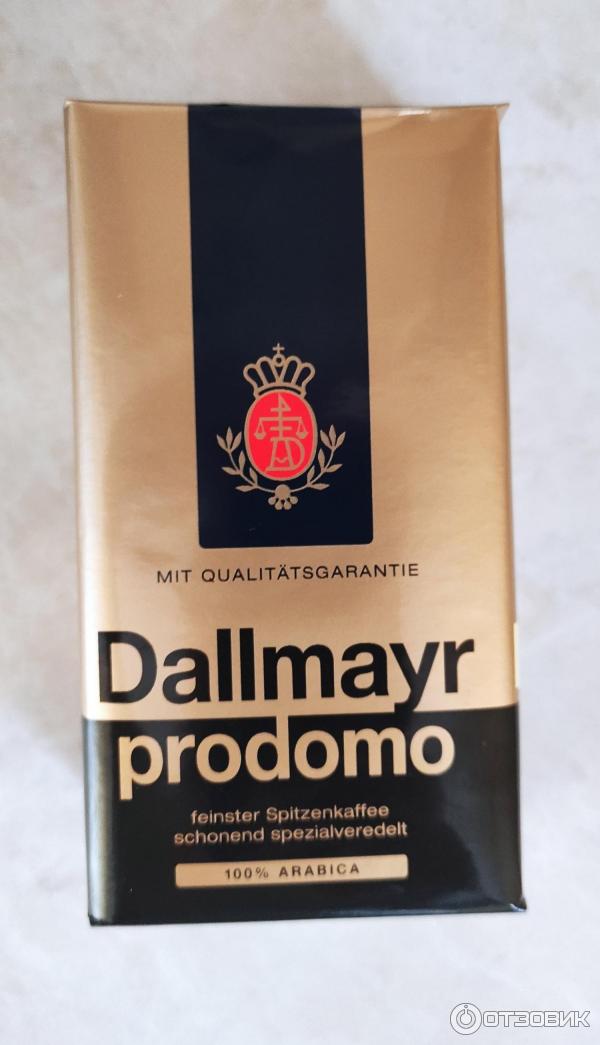 MIT QUALITÄTSGARANTIE
Dallmayr
prodomo
feinster Spitzenkaffee
schonend spezialveredelt
100% ARABICA
ОТЗОВИК